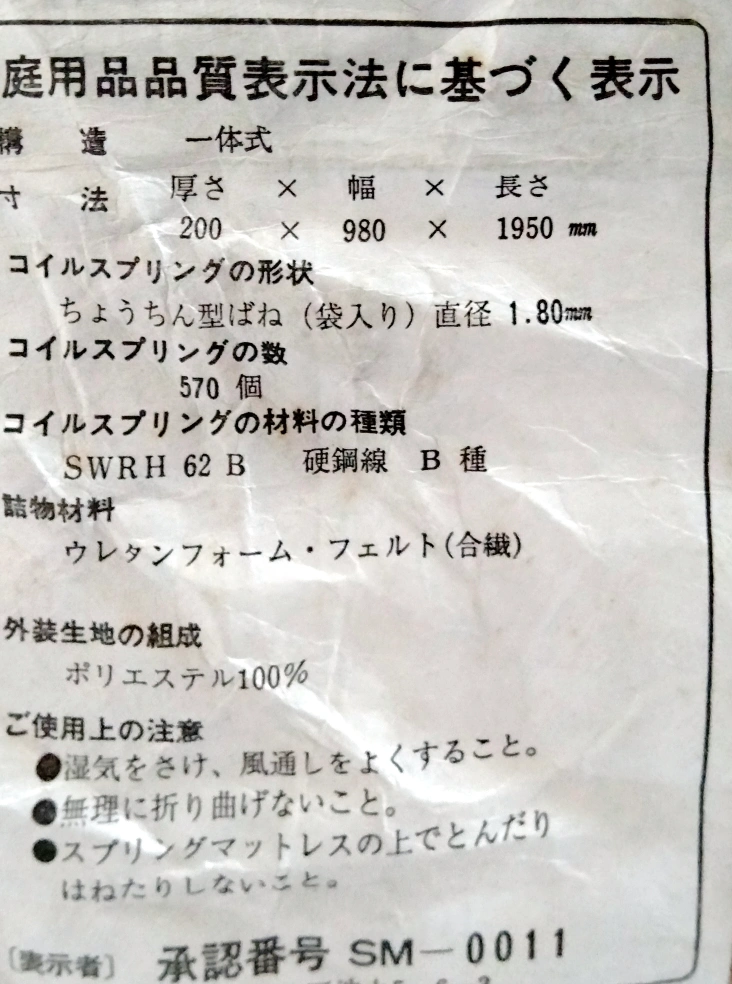 庭用品品質表示法に基づく表示
構 造 一体式
寸 法 厚さ × 幅 × 長さ
200 × 980 × 1950 mm
コイルスプリングの形状
ちょうちん型ばね（袋入り）直径 1.80mm
コイルスプリングの数
570 個
コイルスプリングの材料の種類
SWRH 62 B 硬鋼線 B 種
詰物材料
ウレタンフォーム・フェルト(合繊)
外装生地の組成
ポリエステル100%
ご使用上の注意
●湿気をさけ、風通しをよくすること。
●無理に折り曲げないこと。
●スプリングマットレスの上でとんだり
はねたりしないこと。
〔表示者〕 承認番号 SM－0011